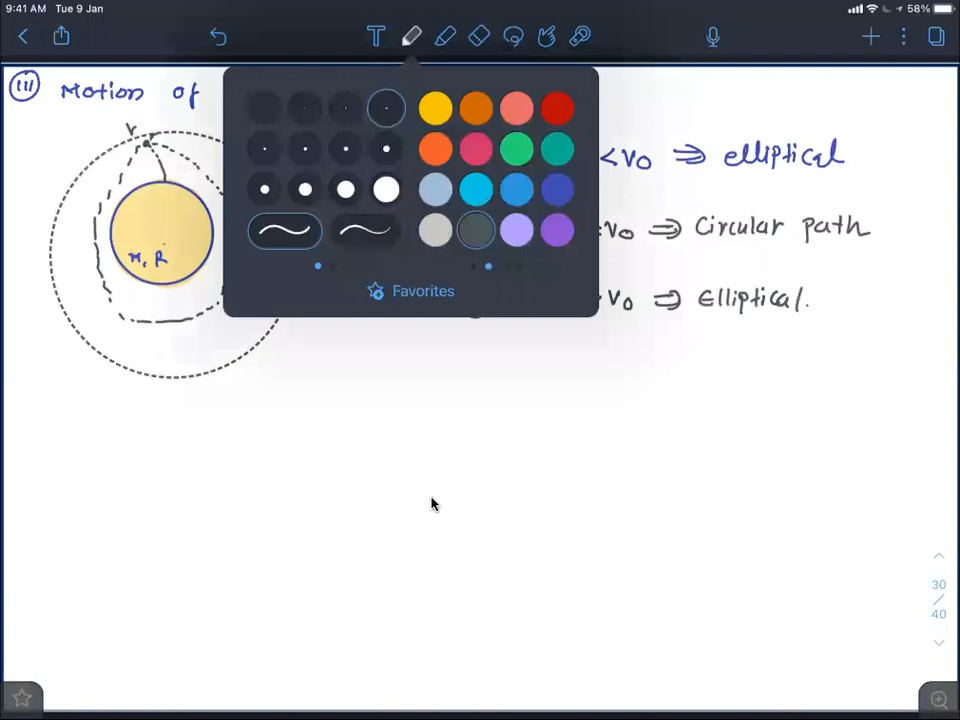 9:41 AM Tue 9 Jan
58%
T
(III) Motion of
v
M, R
<v₀ ⇒ elliptical
=v₀ ⇒ Circular path
v₀ ⇒ Elliptical.
Favorites
30
/
40